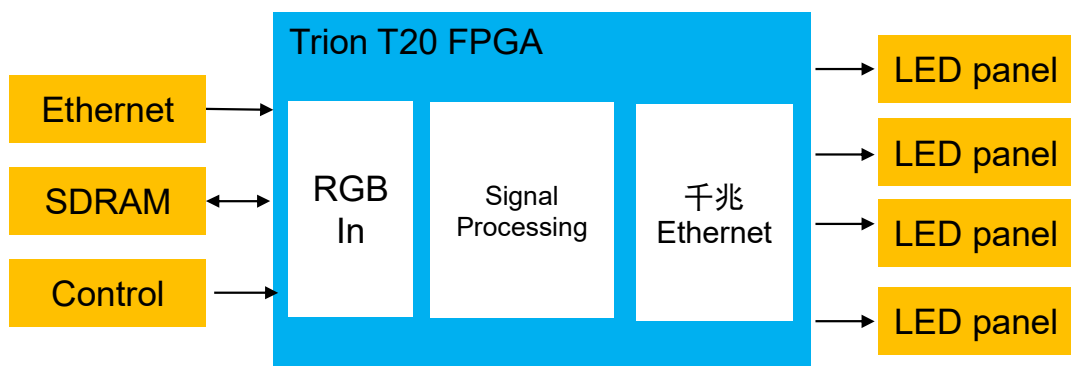 Trion T20 FPGA
Ethernet
SDRAM
Control
RGB
In
Signal
Processing
千兆
Ethernet
LED panel
LED panel
LED panel
LED panel